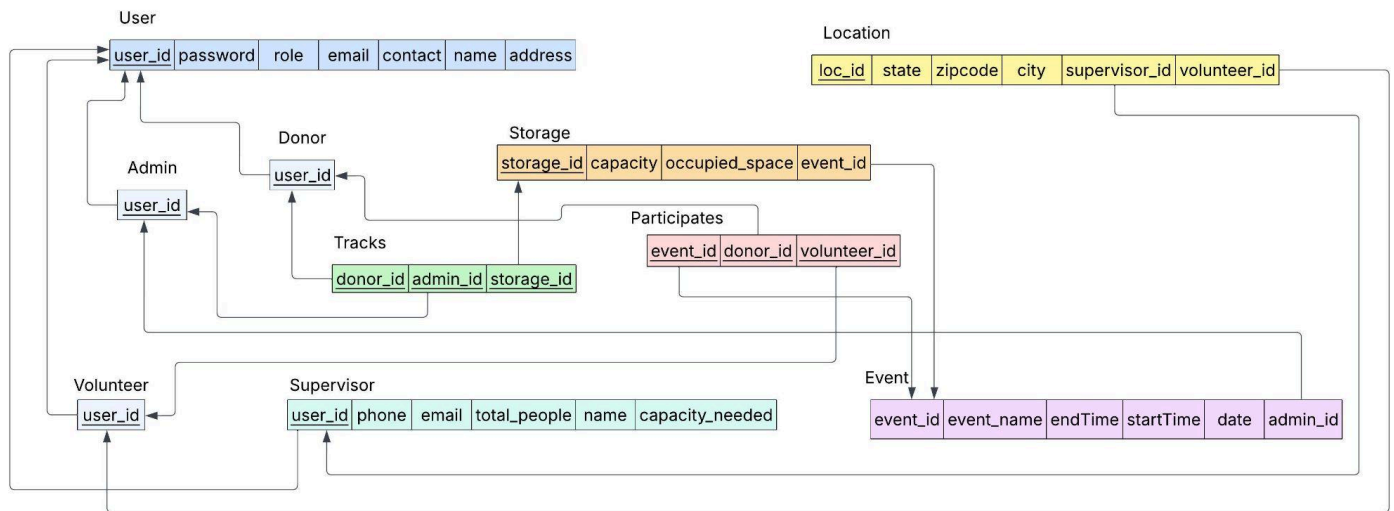 User
user_id password role email contact name address
Location
loc_id state zipcode city supervisor_id volunteer_id
Storage
storage_id capacity occupied_space event_id
Donor
user_id
Admin
user_id
Participates
event_id donor_id volunteer_id
Tracks
donor_id admin_id storage_id
Volunteer
user_id
Supervisor
user_id phone email total_people name capacity_needed
Event
event_id event_name endTime startTime date admin_id